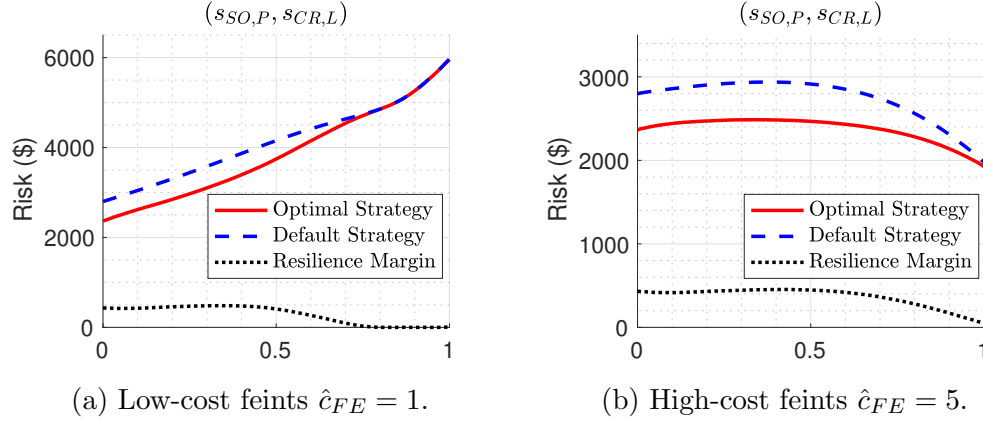 (s_{SO,P}, s_{CR,L})
6000
4000
2000
0
Risk ($)
Optimal Strategy
Default Strategy
Resilience Margin
0 0.5 1
(a) Low-cost feints ĉ_{FE} = 1.
(s_{SO,P}, s_{CR,L})
3000
2000
1000
0
Risk ($)
Optimal Strategy
Default Strategy
Resilience Margin
0 0.5 1
(b) High-cost feints ĉ_{FE} = 5.